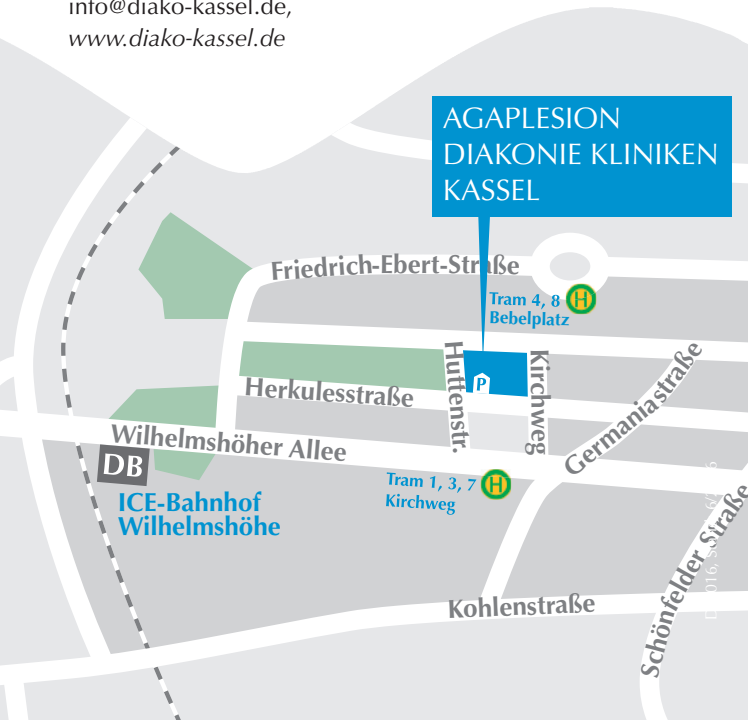 info@diako-kassel.de,
www.diako-kassel.de
AGAPLESION
DIAKONIE KLINIKEN
KASSEL
Friedrich-Ebert-Straße
Tram 4, 8 H
Bebelplatz
Huttenstr.
P
Kirchweg
Herkulesstraße
Germaniastraße
Wilhelmshöher Allee
DB
Tram 1, 3, 7 H
Kirchweg
ICE-Bahnhof
Wilhelmshöhe
Schönfelder Straße
Kohlenstraße